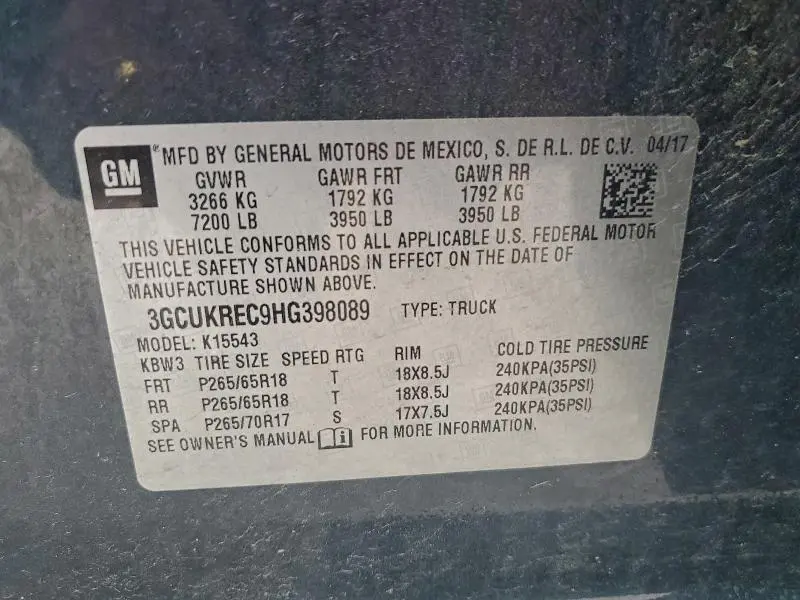 GM ® MFD BY GENERAL MOTORS DE MEXICO, S. DE R.L. DE C.V. 04/17
GVWR GAWR FRT GAWR RR
3266 KG 1792 KG 1792 KG
7200 LB 3950 LB 3950 LB
THIS VEHICLE CONFORMS TO ALL APPLICABLE U.S. FEDERAL MOTOR
VEHICLE SAFETY STANDARDS IN EFFECT ON THE DATE OF
MANUFACTURE SHOWN ABOVE.
3GCUKREC9HG398089 TYPE: TRUCK
MODEL: K15543
KBW3 TIRE SIZE SPEED RTG RIM COLD TIRE PRESSURE
FRT P265/65R18 T 18X8.5J 240KPA(35PSI)
RR P265/65R18 T 18X8.5J 240KPA(35PSI)
SPA P265/70R17 S 17X7.5J 240KPA(35PSI)
SEE OWNER'S MANUAL FOR MORE INFORMATION.